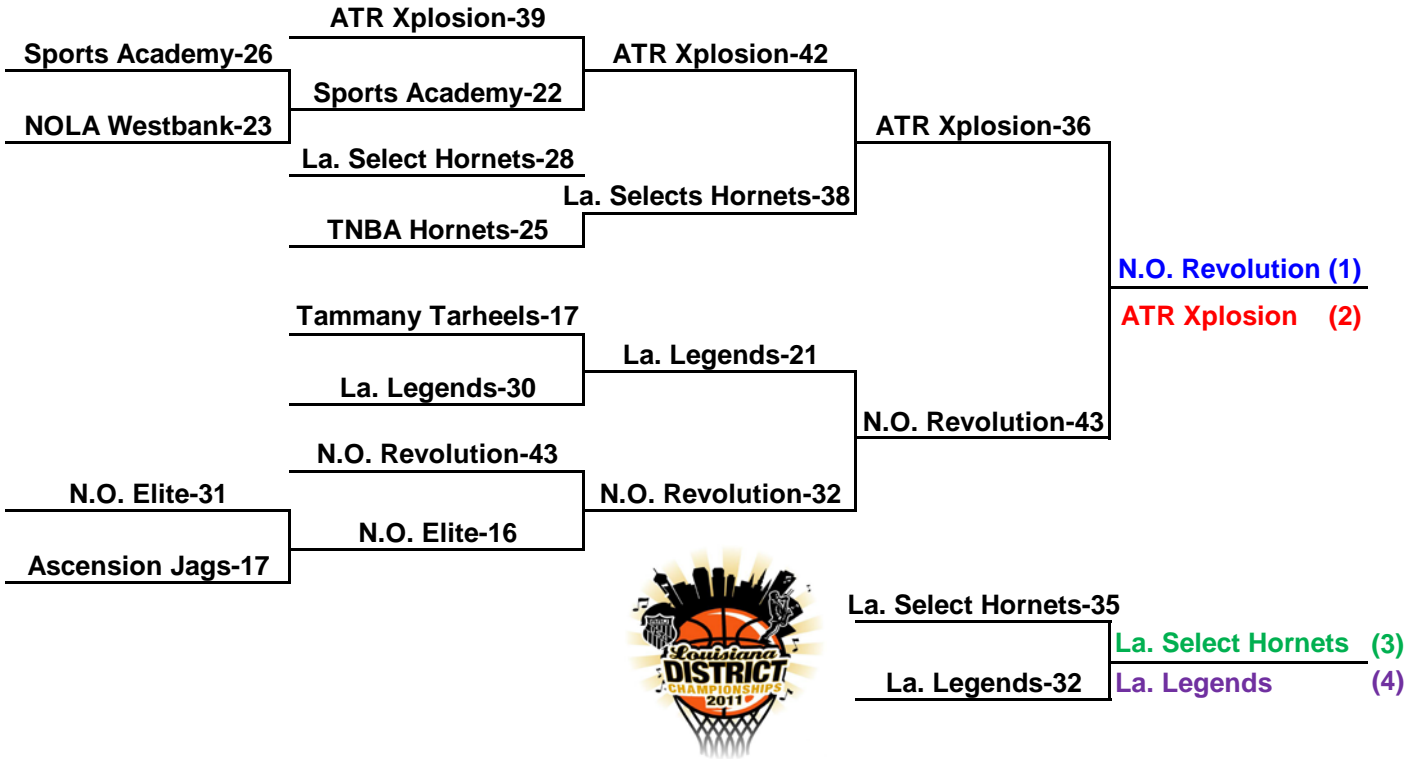 ATR Xplosion-39
Sports Academy-26
ATR Xplosion-42
Sports Academy-22
NOLA Westbank-23
ATR Xplosion-36
La. Select Hornets-28
La. Selects Hornets-38
TNBA Hornets-25
N.O. Revolution (1)
Tammany Tarheels-17
ATR Xplosion (2)
La. Legends-21
La. Legends-30
N.O. Revolution-43
N.O. Revolution-43
N.O. Elite-31
N.O. Revolution-32
N.O. Elite-16
Ascension Jags-17
La. Select Hornets-35
La. Select Hornets (3)
La. Legends-32
La. Legends (4)
Louisiana
DISTRICT
CHAMPIONSHIPS
2011